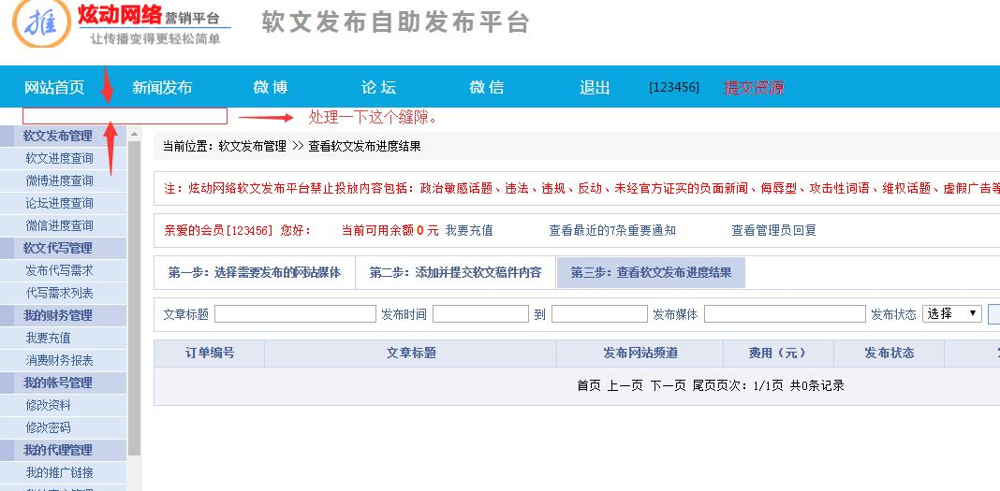 推 炫动网络 营销平台 软文发布自助发布平台
让传播变得更轻松简单
网站首页 新闻发布 微 博 论 坛 微 信 退出 [123456] 提交资源
处理一下这个缝隙。
软文发布管理
软文进度查询
微博进度查询
论坛进度查询
微信进度查询
软文代写管理
发布代写需求
代写需求列表
我的财务管理
我要充值
消费财务报表
我的帐号管理
修改资料
修改密码
我的代理管理
我的推广链接
当前位置：软文发布管理 >> 查看软文发布进度结果
注：炫动网络软文发布平台禁止投放内容包括：政治敏感话题、违法、违规、反动、未经官方证实的负面新闻、侮辱型、攻击性词语、维权话题、虚假广告等
亲爱的会员[123456] 您好： 当前可用余额 0 元 我要充值 查看最近的7条重要通知 查看管理员回复
第一步：选择需要发布的网站媒体 第二步：添加并提交软文稿件内容 第三步：查看软文发布进度结果
文章标题 发布时间 到 发布媒体 发布状态 选择
订单编号 文章标题 发布网站频道 费用（元） 发布状态
首页 上一页 下一页 尾页页次：1/1页 共0条记录